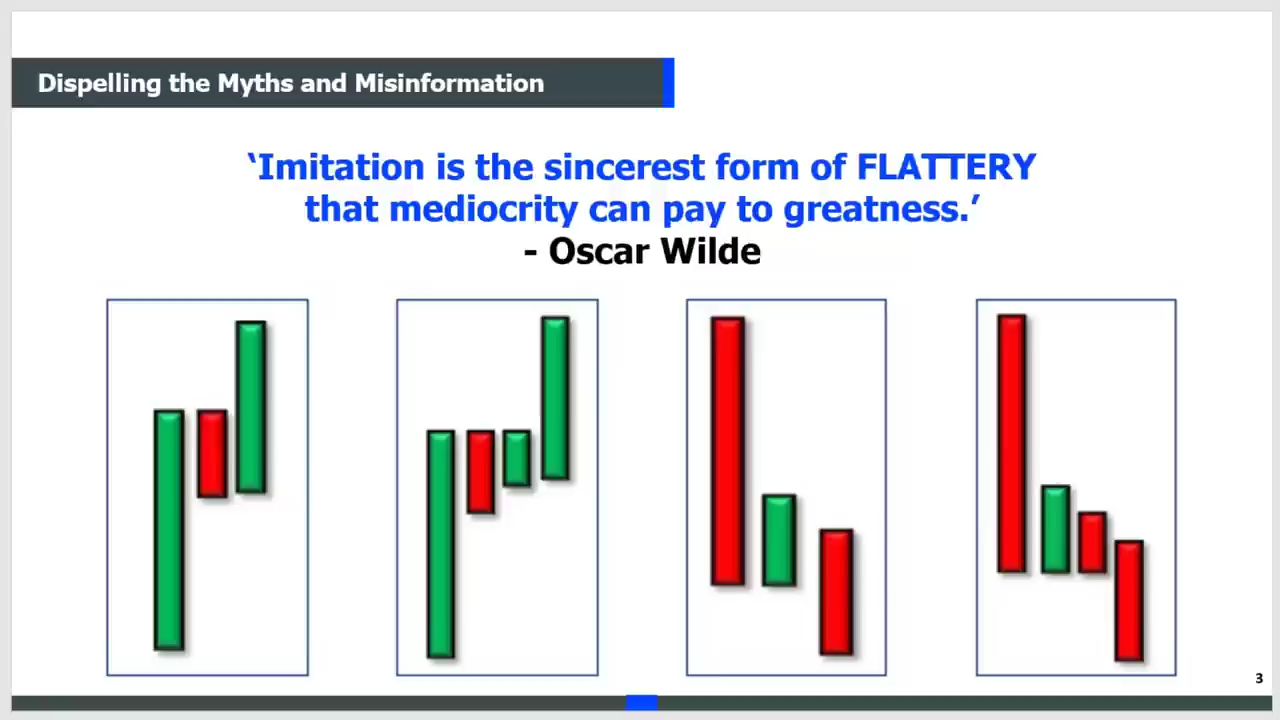 Dispelling the Myths and Misinformation
‘Imitation is the sincerest form of FLATTERY
that mediocrity can pay to greatness.’
- Oscar Wilde
3